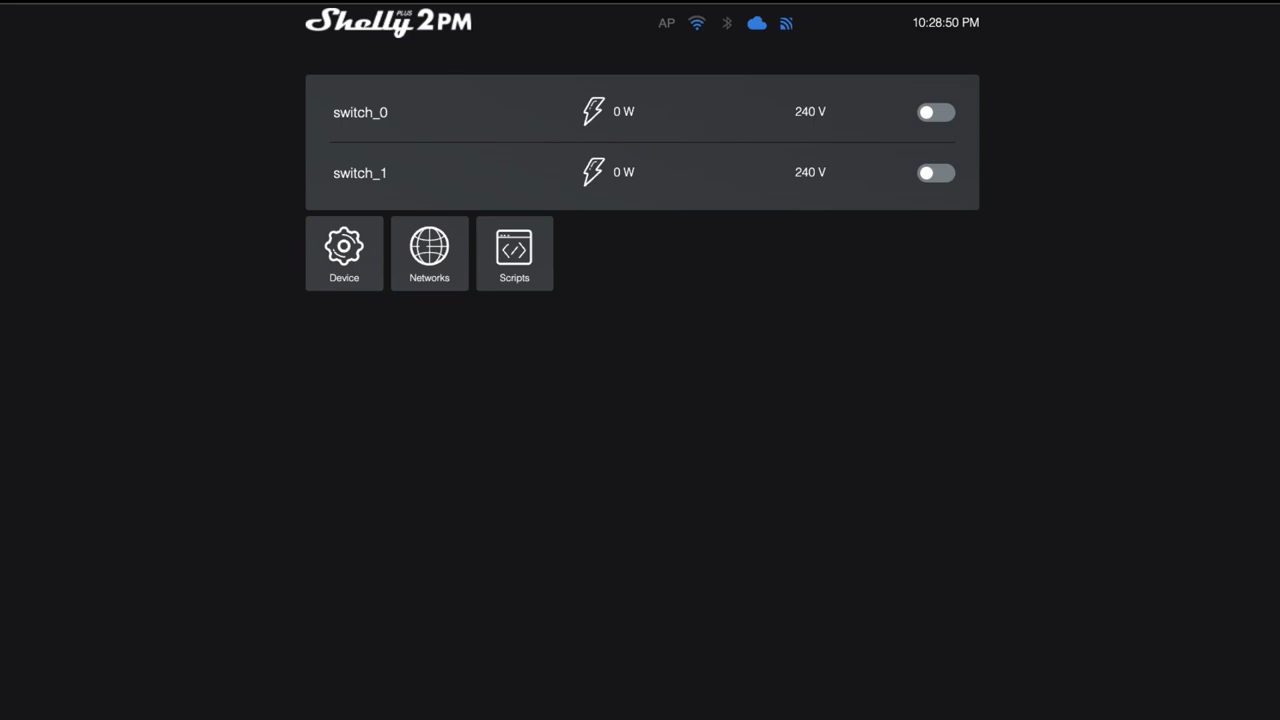 Shelly PLUS 2PM AP 10:28:50 PM
switch_0 0 W 240 V
switch_1 0 W 240 V
Device Networks Scripts